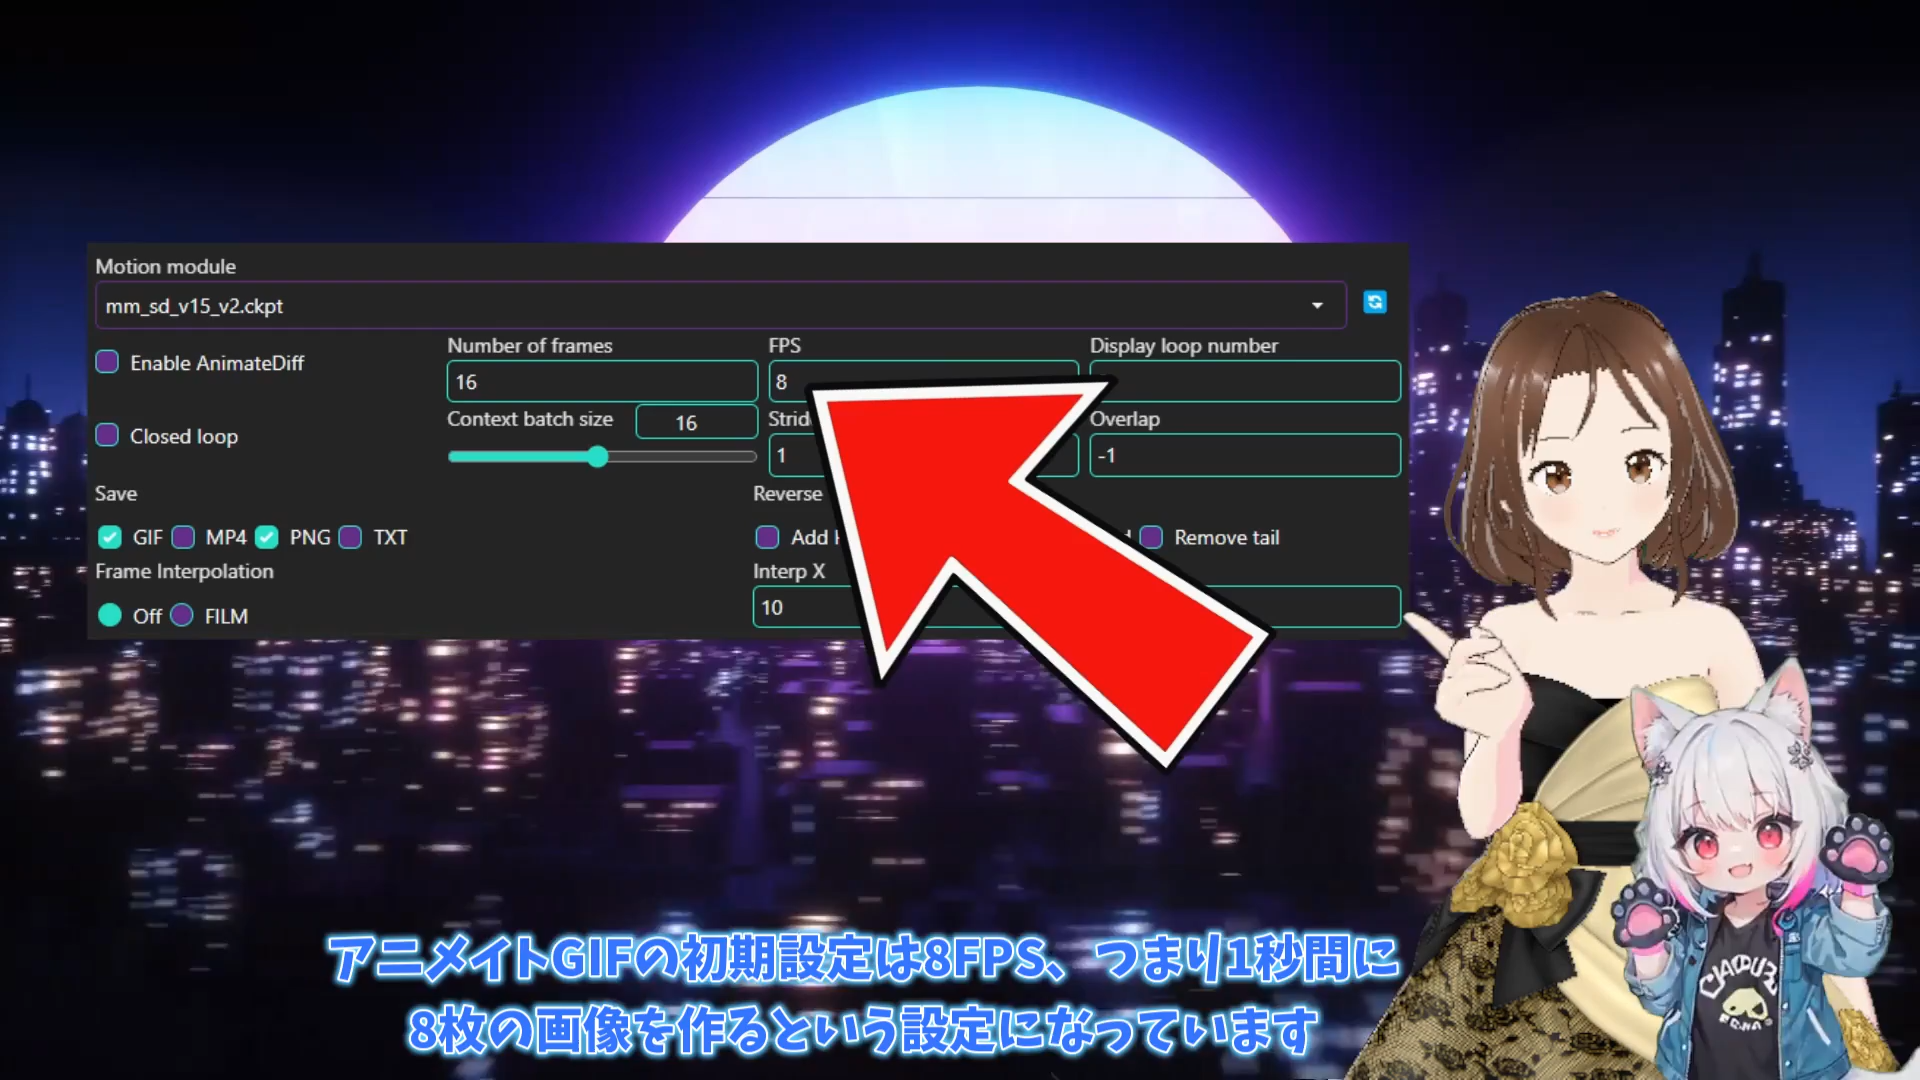 Motion module
mm_sd_v15_v2.ckpt
Enable AnimateDiff
Number of frames
FPS
Display loop number
16
8
Closed loop
Context batch size
16
Overlap
1
-1
Save
Reverse
GIF MP4 PNG TXT
Add
Remove tail
Frame Interpolation
Interp X
Off FILM
10
アニメイトGIFの初期設定は8FPS、つまり1秒間に
8枚の画像を作るという設定になっています